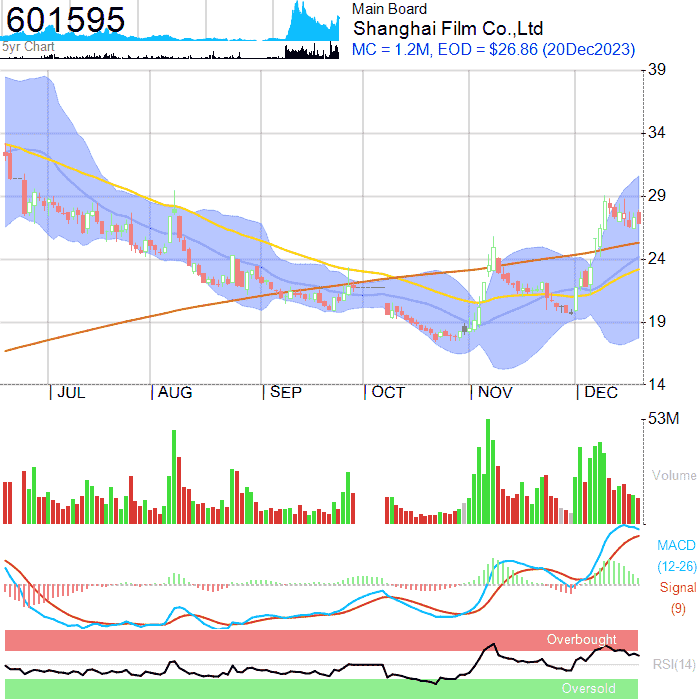 601595
5yr Chart
Main Board
Shanghai Film Co.,Ltd
MC = 1.2M, EOD = $26.86 (20Dec2023)
39
34
29
24
19
14
JUL AUG SEP OCT NOV DEC
53M
Volume
MACD
(12-26)
Signal
(9)
Overbought
RSI(14)
Oversold